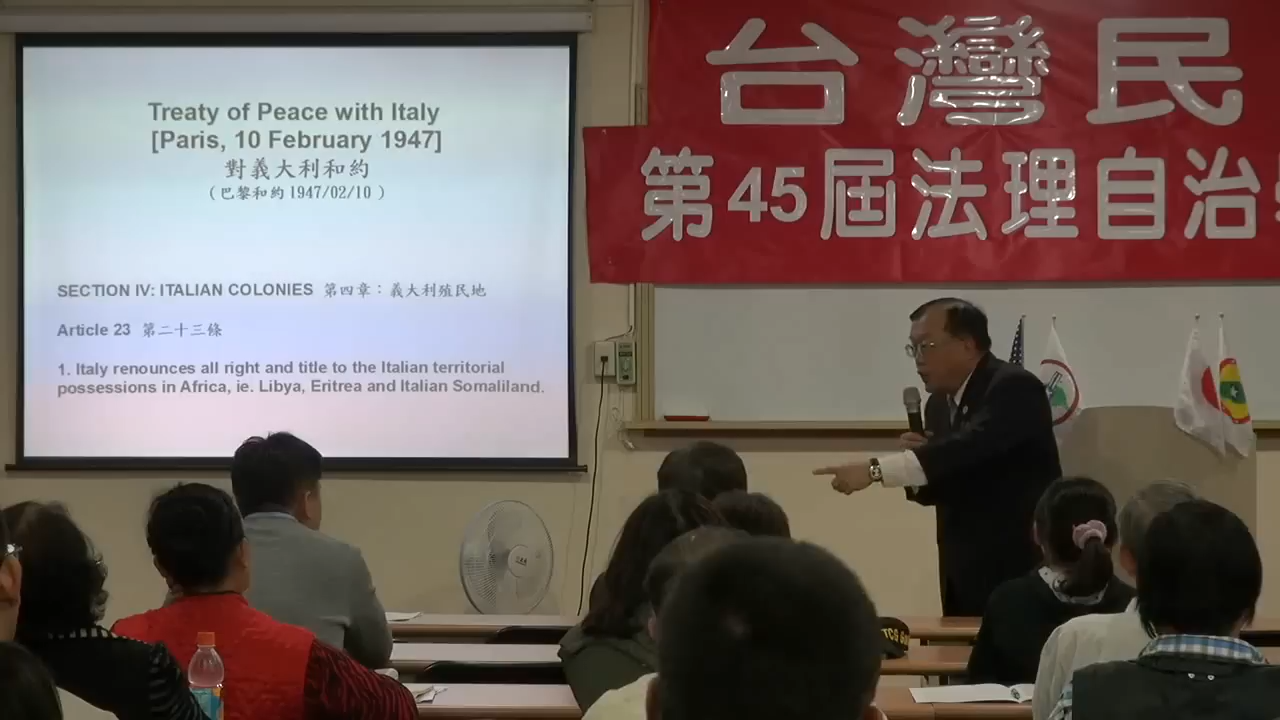 Treaty of Peace with Italy
[Paris, 10 February 1947]
對義大利和約
(巴黎和約 1947/02/10 )
SECTION IV: ITALIAN COLONIES 第四章：義大利殖民地
Article 23 第二十三條
1. Italy renounces all right and title to the Italian territorial
possessions in Africa, ie. Libya, Eritrea and Italian Somaliland.
台灣民
第45屆法理自治
TCG